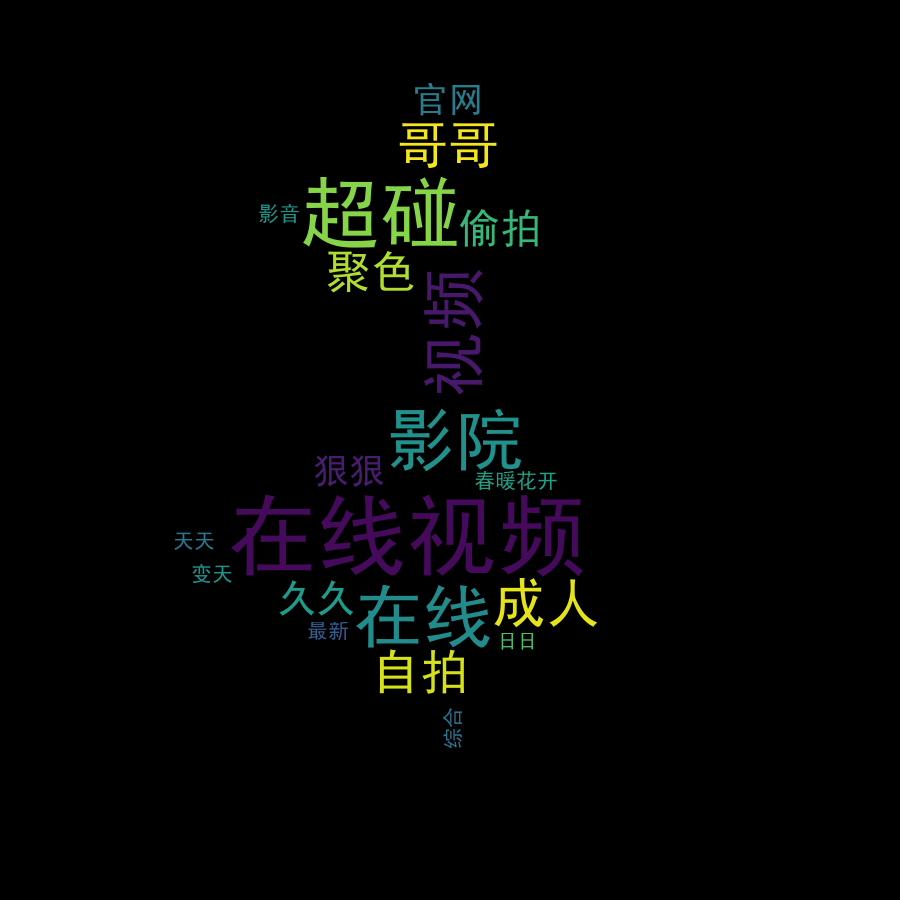 官网
哥哥
影音
超碰
偷拍
聚色
视频
影院
狠狠
春暖花开
在线视频
天天
变天
久久
在线
成人
最新
日日
自拍
综合